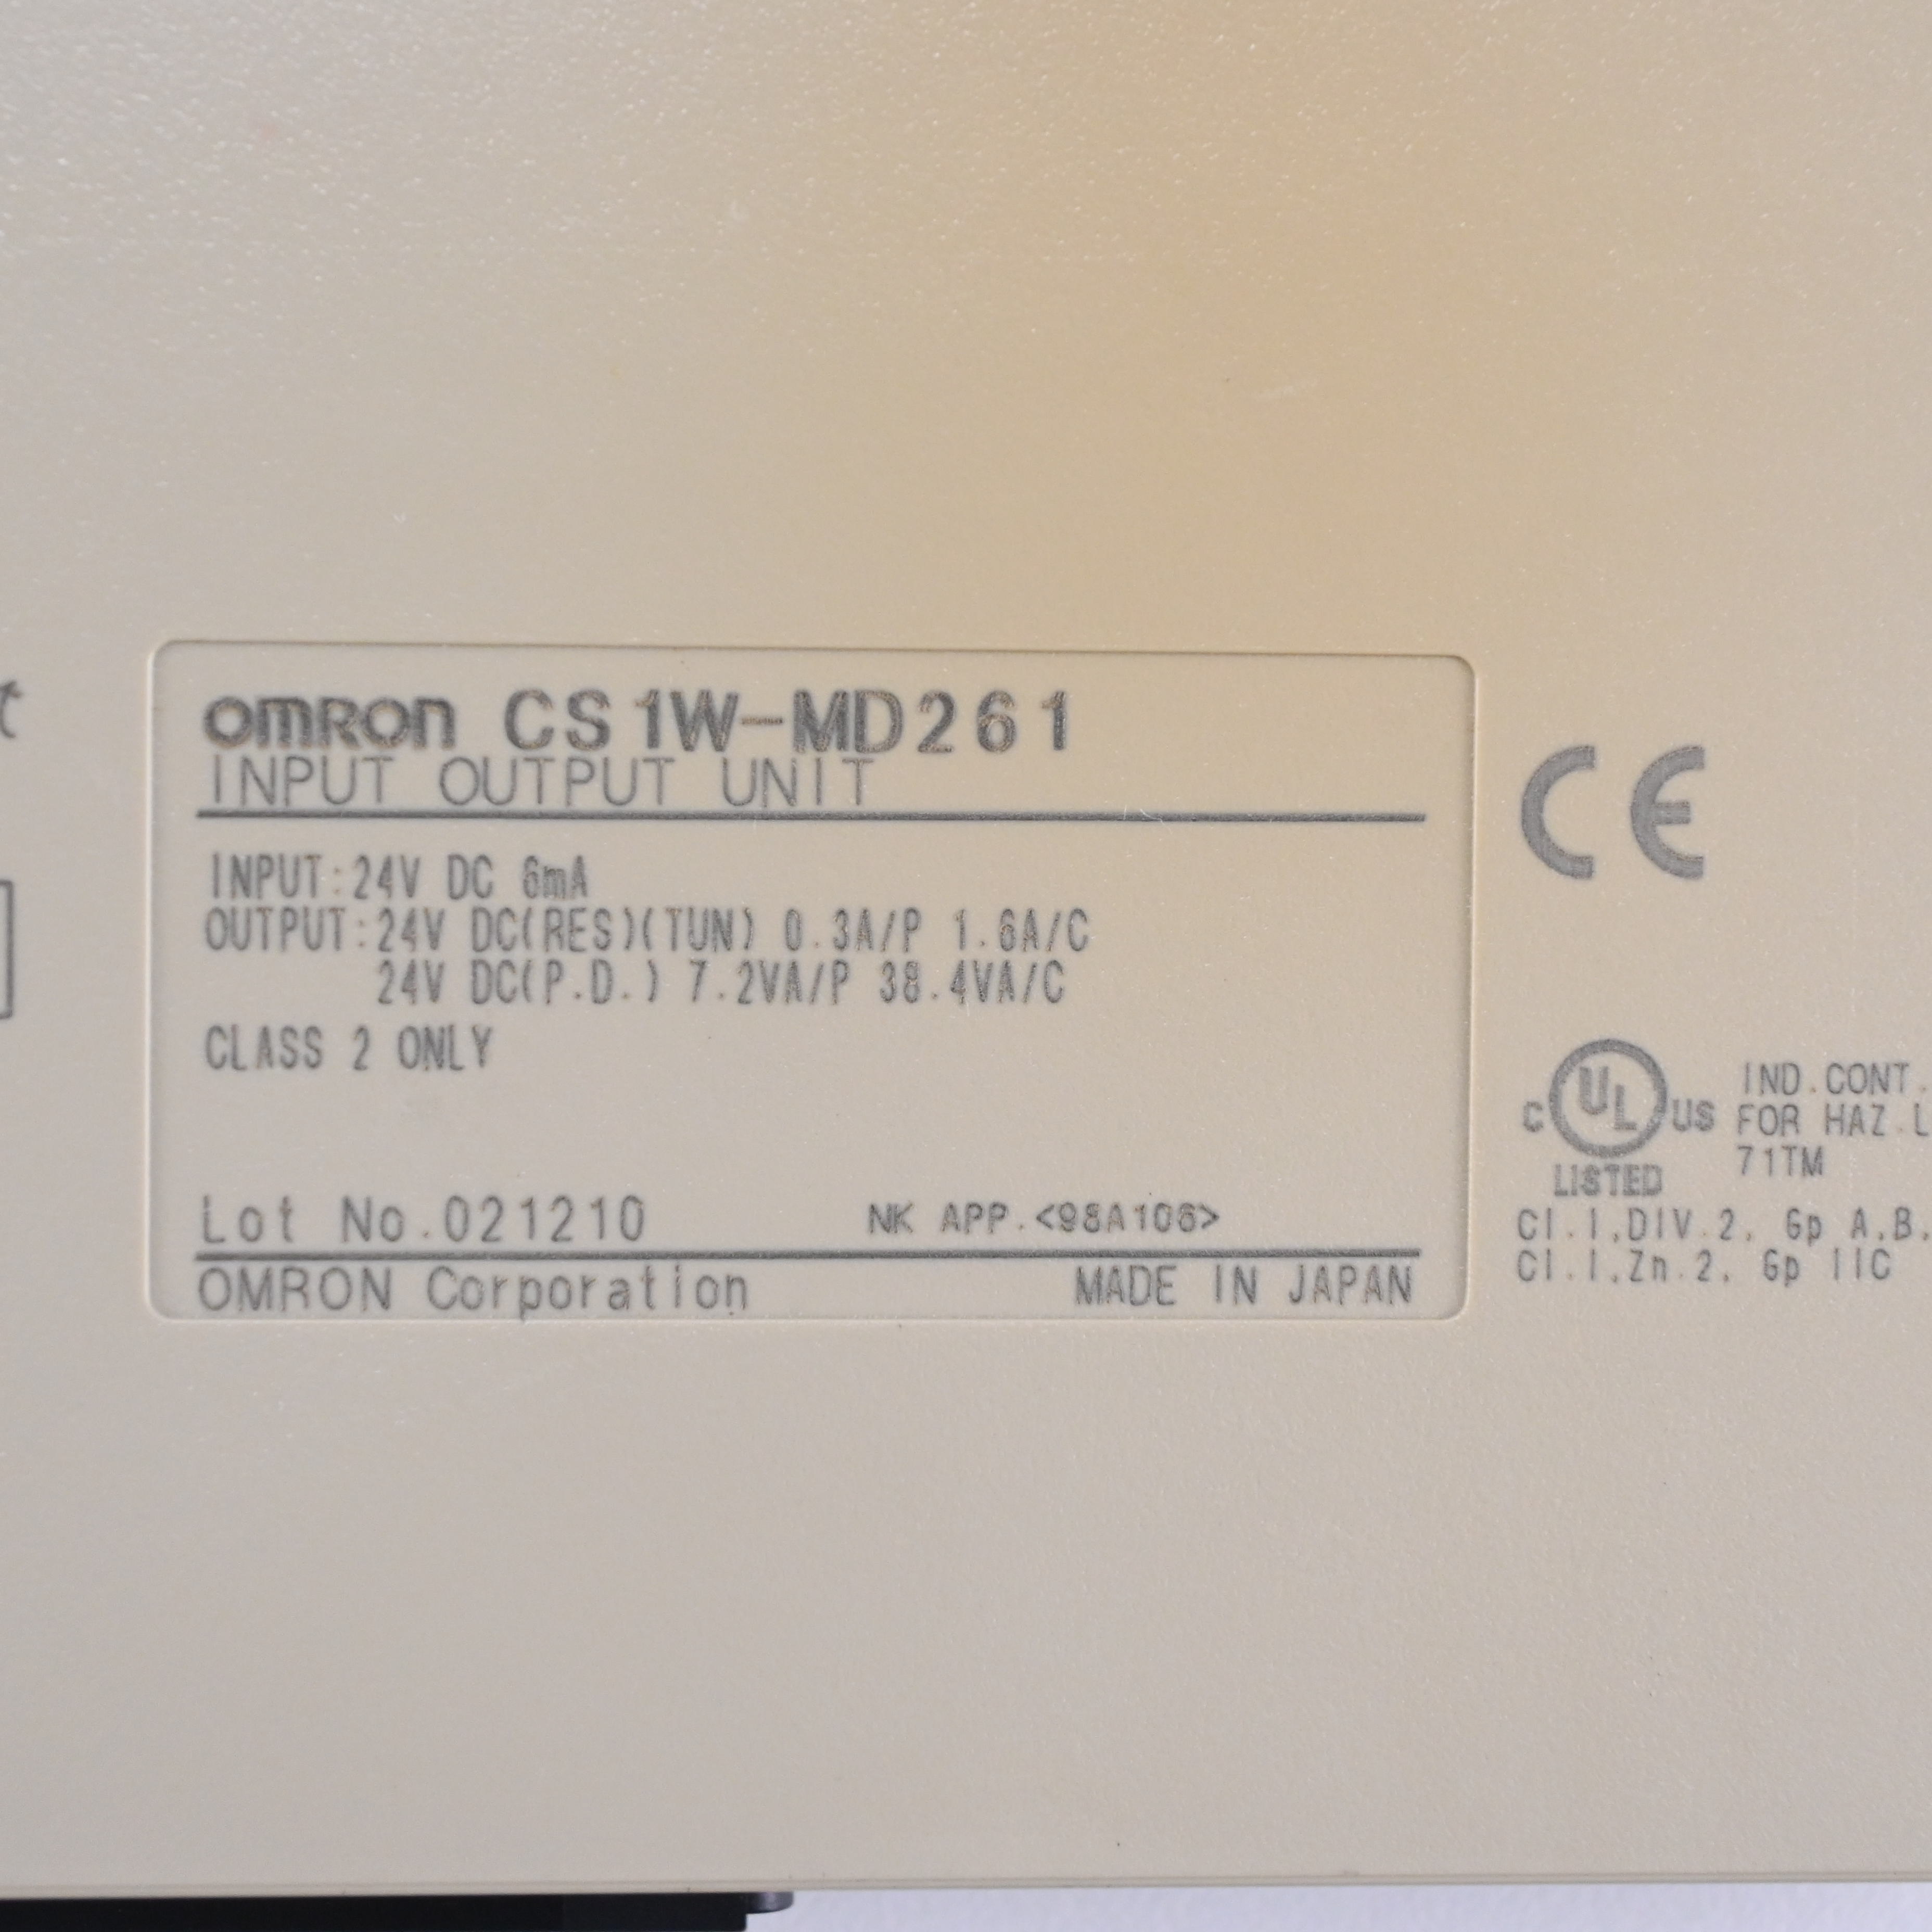 OMRON CS1W-MD261
INPUT OUTPUT UNIT
INPUT:24V DC 6mA
OUTPUT:24V DC(RES)(TUN) 0.3A/P 1.6A/C
24V DC(P.D.) 7.2VA/P 38.4VA/C
CLASS 2 ONLY
Lot No.021210 NK APP.<98A106>
OMRON Corporation MADE IN JAPAN
CE
C UL US
LISTED
IND.CONT.
FOR HAZ.L
71TM
Cl.I,DIV.2, Gp A,B,
Cl.I,Zn.2, Gp IIC